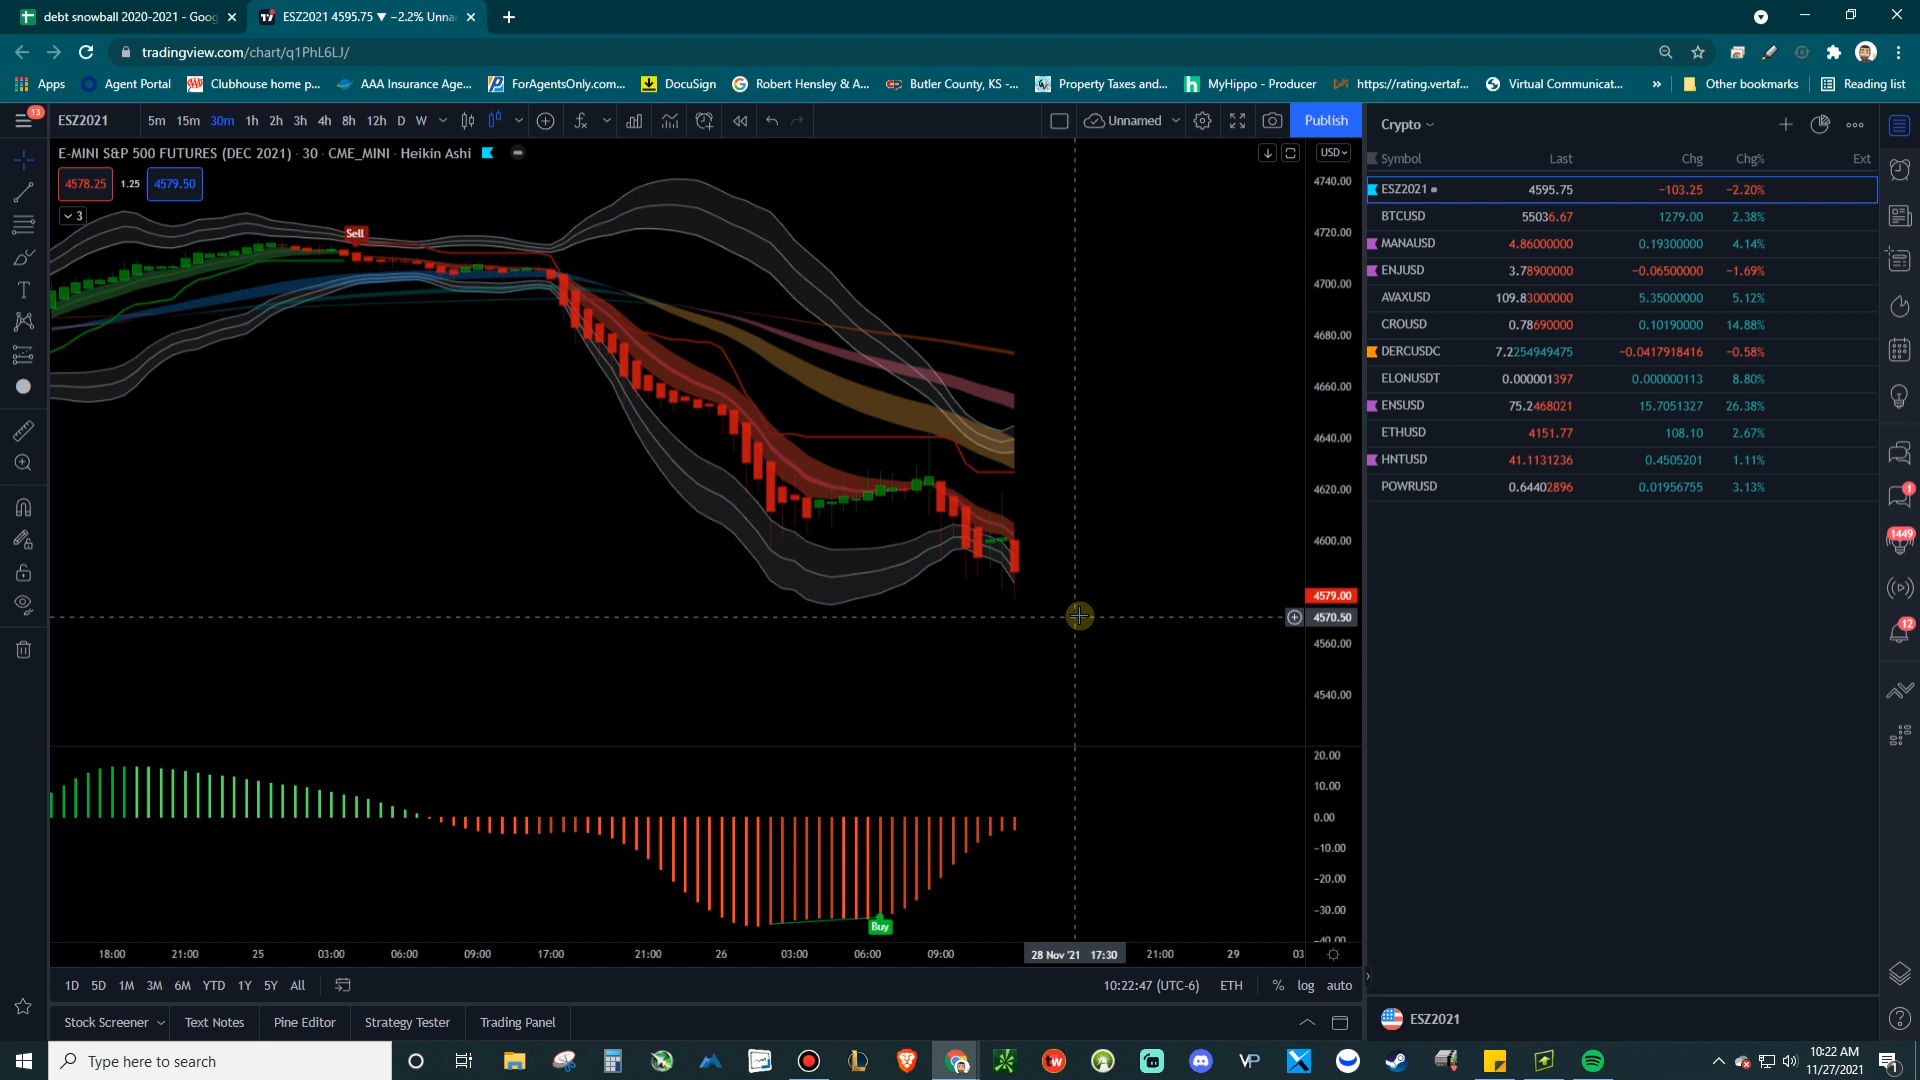 debt snowball 2020-2021 - Goo
ESZ2021 4595.75 ▼ −2.2% Unna
tradingview.com/chart/q1PhL6LJ/
Apps Agent Portal Clubhouse home p... AAA Insurance Age... ForAgentsOnly.com... DocuSign Robert Hensley & A... Butler County, KS -... Property Taxes and... MyHippo - Producer https://rating.vertaf... Virtual Communicat... » Other bookmarks Reading list
13
ESZ2021 5m 15m 30m 1h 2h 3h 4h 8h 12h D W Unnamed Publish
E-MINI S&P 500 FUTURES (DEC 2021) · 30 · CME_MINI · Heikin Ashi
USD
4578.25 1.25 4579.50
3
Sell
4740.00
4720.00
4700.00
4680.00
4660.00
4640.00
4620.00
4600.00
4579.00
4570.50
4560.00
4540.00
20.00
10.00
0.00
−10.00
−20.00
−30.00
−40.00
Buy
18:00 21:00 25 03:00 06:00 09:00 17:00 21:00 26 03:00 06:00 09:00 28 Nov '21 17:30 21:00 29 03
1D 5D 1M 3M 6M YTD 1Y 5Y All 10:22:47 (UTC-6) ETH % log auto
Stock Screener Text Notes Pine Editor Strategy Tester Trading Panel
Crypto
Symbol Last Chg Chg% Ext
ESZ2021 4595.75 −103.25 −2.20%
BTCUSD 55036.67 1279.00 2.38%
MANAUSD 4.86000000 0.19300000 4.14%
ENJUSD 3.78900000 −0.06500000 −1.69%
AVAXUSD 109.83000000 5.35000000 5.12%
CROUSD 0.78690000 0.10190000 14.88%
DERCUSDC 7.2254949475 −0.0417918416 −0.58%
ELONUSDT 0.000001397 0.000000113 8.80%
ENSUSD 75.2468021 15.7051327 26.38%
ETHUSD 4151.77 108.10 2.67%
HNTUSD 41.1131236 0.4505201 1.11%
POWRUSD 0.64402896 0.01956755 3.13%
1
1449
12
ESZ2021
Type here to search
VP
10:22 AM
11/27/2021
1